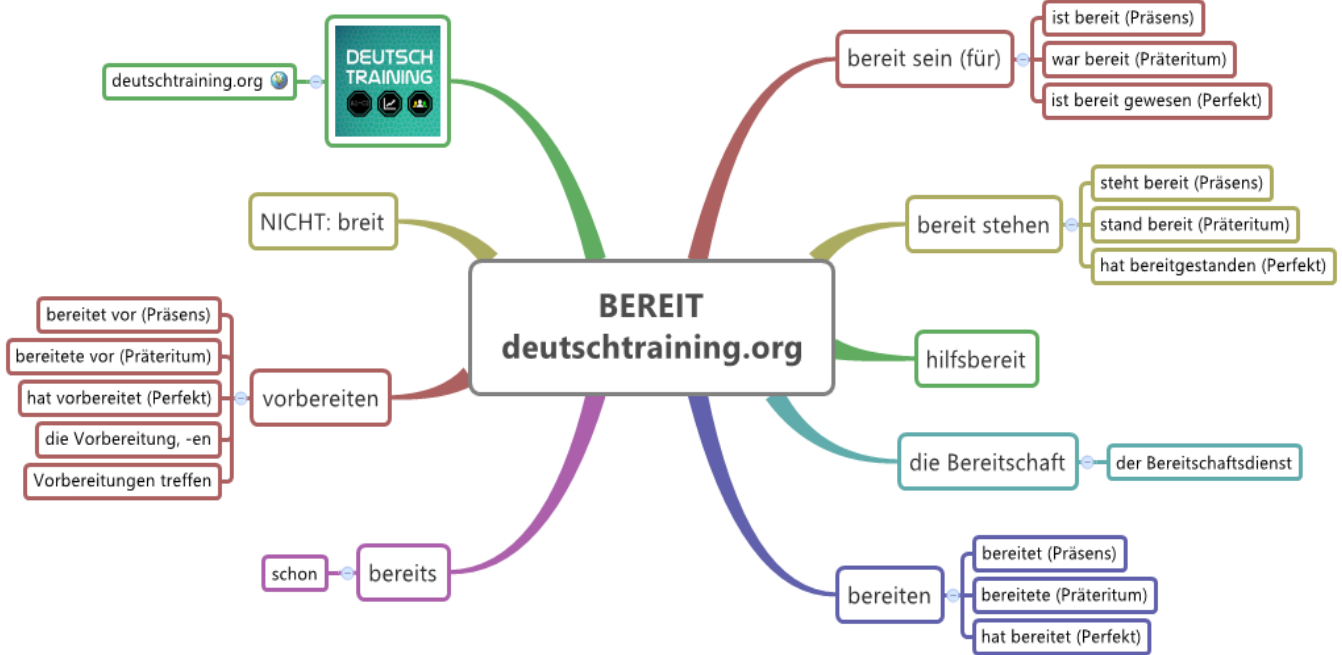 BEREIT
deutschtraining.org
bereit sein (für)
ist bereit (Präsens)
war bereit (Präteritum)
ist bereit gewesen (Perfekt)
bereit stehen
steht bereit (Präsens)
stand bereit (Präteritum)
hat bereitgestanden (Perfekt)
hilfsbereit
die Bereitschaft
der Bereitschaftsdienst
bereiten
bereitet (Präsens)
bereitete (Präteritum)
hat bereitet (Perfekt)
DEUTSCH
TRAINING
deutschtraining.org
NICHT: breit
vorbereiten
bereitet vor (Präsens)
bereitete vor (Präteritum)
hat vorbereitet (Perfekt)
die Vorbereitung, -en
Vorbereitungen treffen
bereits
schon